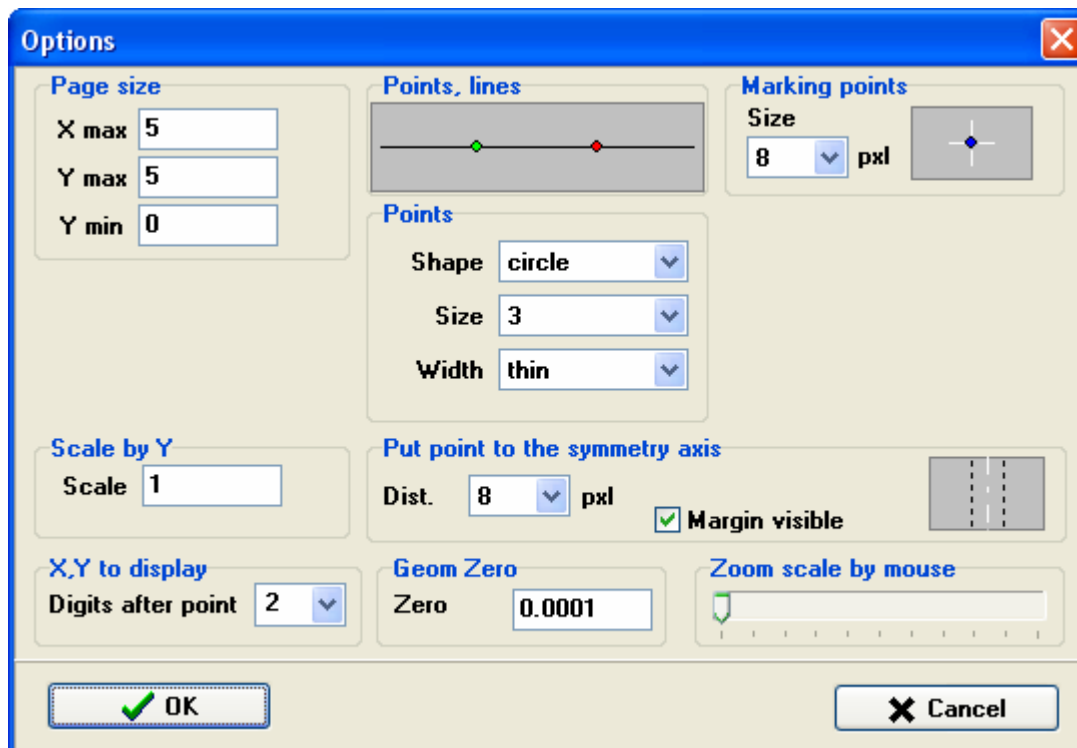 Options
Page size
X max 5
Y max 5
Y min 0
Points, lines
Marking points
Size
8 pxl
Points
Shape circle
Size 3
Width thin
Scale by Y
Scale 1
Put point to the symmetry axis
Dist. 8 pxl
Margin visible
X,Y to display
Digits after point 2
Geom Zero
Zero 0.0001
Zoom scale by mouse
OK
Cancel